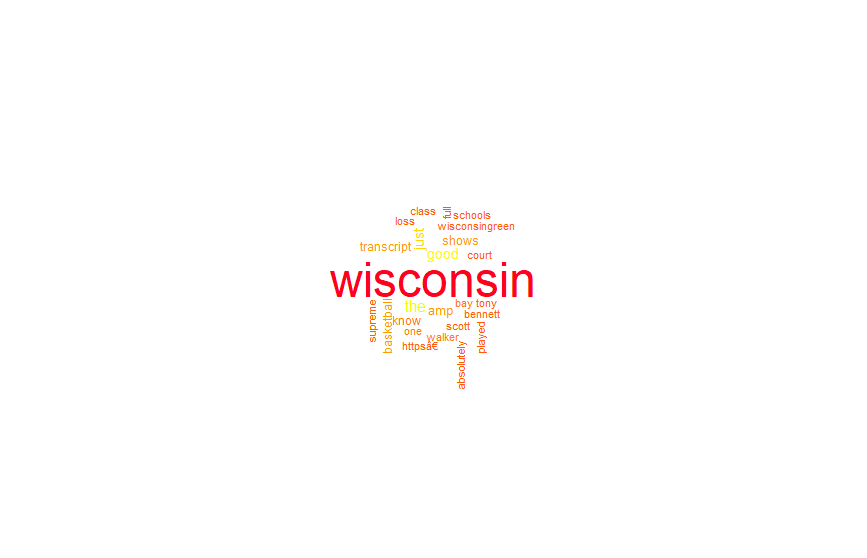 class
full
schools
loss
wisconsingreen
just
transcript
shows
good
court
wisconsin
supreme
basketball
the
amp
bay tony
bennett
know
scott
played
one
walker
httpsâ€
absolutely